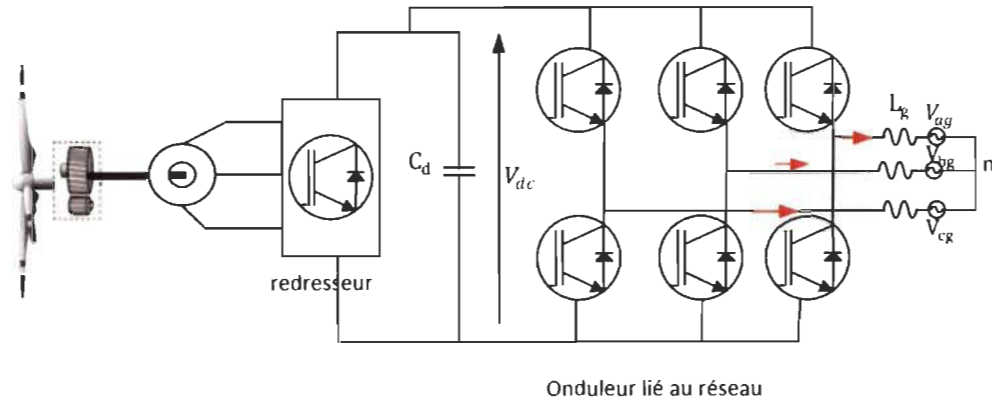 L_g
V_ag
V_bg
n
V_cg
C_d
V_dc
redresseur
Onduleur lié au réseau